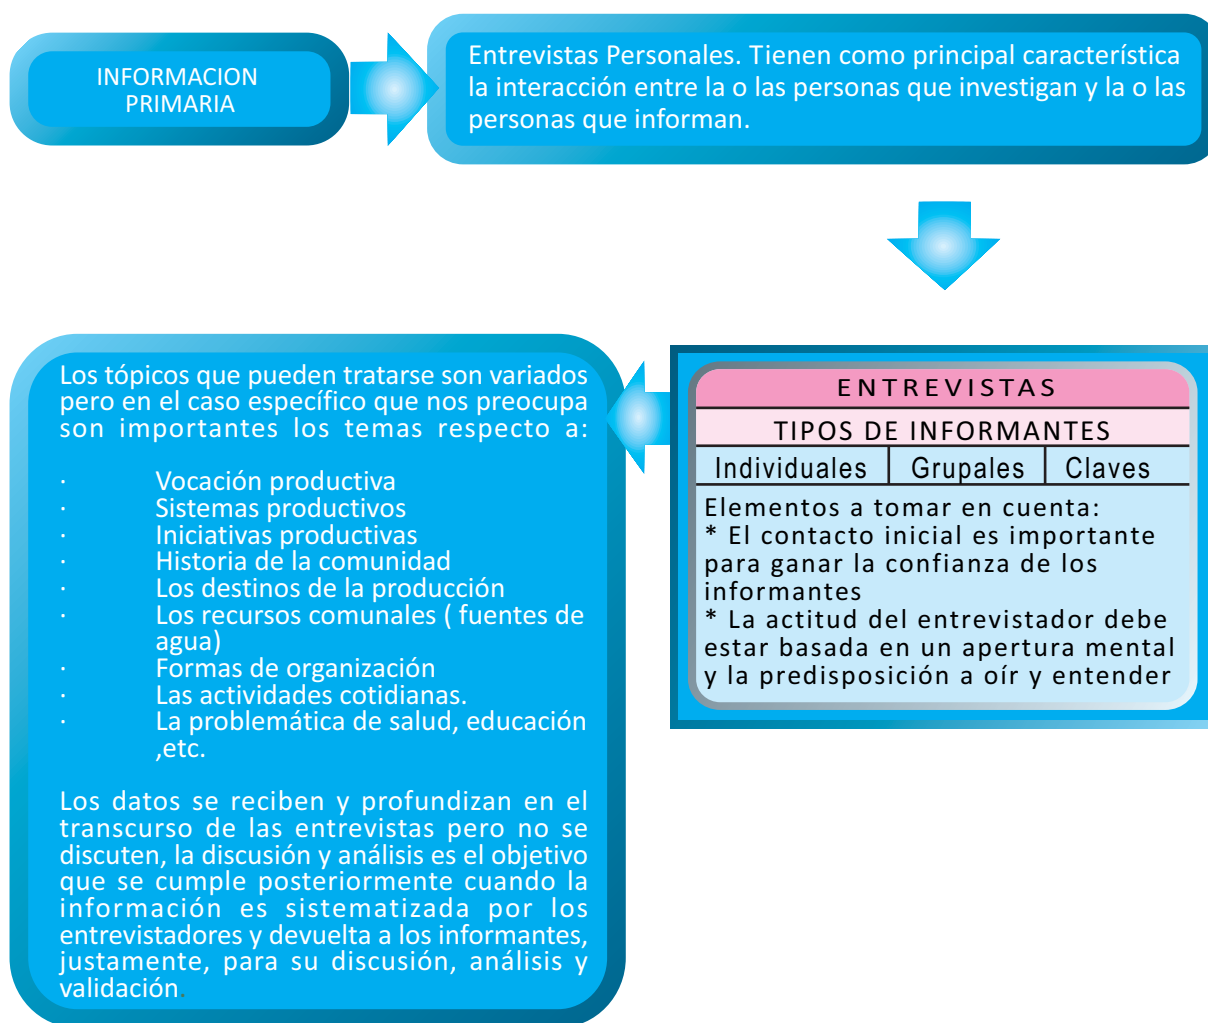 INFORMACION
PRIMARIA
Entrevistas Personales. Tienen como principal característica
la interacción entre la o las personas que investigan y la o las
personas que informan.
ENTREVISTAS
TIPOS DE INFORMANTES
Individuales Grupales Claves
Elementos a tomar en cuenta:
* El contacto inicial es importante
para ganar la confianza de los
informantes
* La actitud del entrevistador debe
estar basada en un apertura mental
y la predisposición a oír y entender
Los tópicos que pueden tratarse son variados
pero en el caso específico que nos preocupa
son importantes los temas respecto a:
· Vocación productiva
· Sistemas productivos
· Iniciativas productivas
· Historia de la comunidad
· Los destinos de la producción
· Los recursos comunales ( fuentes de
agua)
· Formas de organización
· Las actividades cotidianas.
· La problemática de salud, educación
,etc.
Los datos se reciben y profundizan en el
transcurso de las entrevistas pero no se
discuten, la discusión y análisis es el objetivo
que se cumple posteriormente cuando la
información es sistematizada por los
entrevistadores y devuelta a los informantes,
justamente, para su discusión, análisis y
validación.